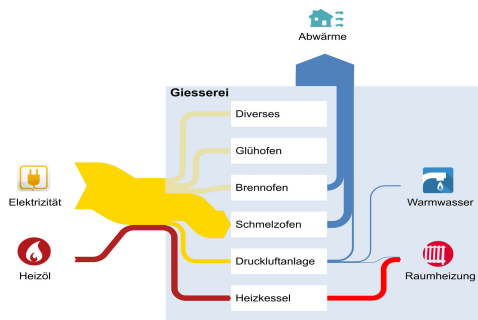 Abwärme
Giesserei
Diverses
Glühofen
Brennofen
Elektrizität
Warmwasser
Schmelzofen
Druckluftanlage
Heizöl
Raumheizung
Heizkessel